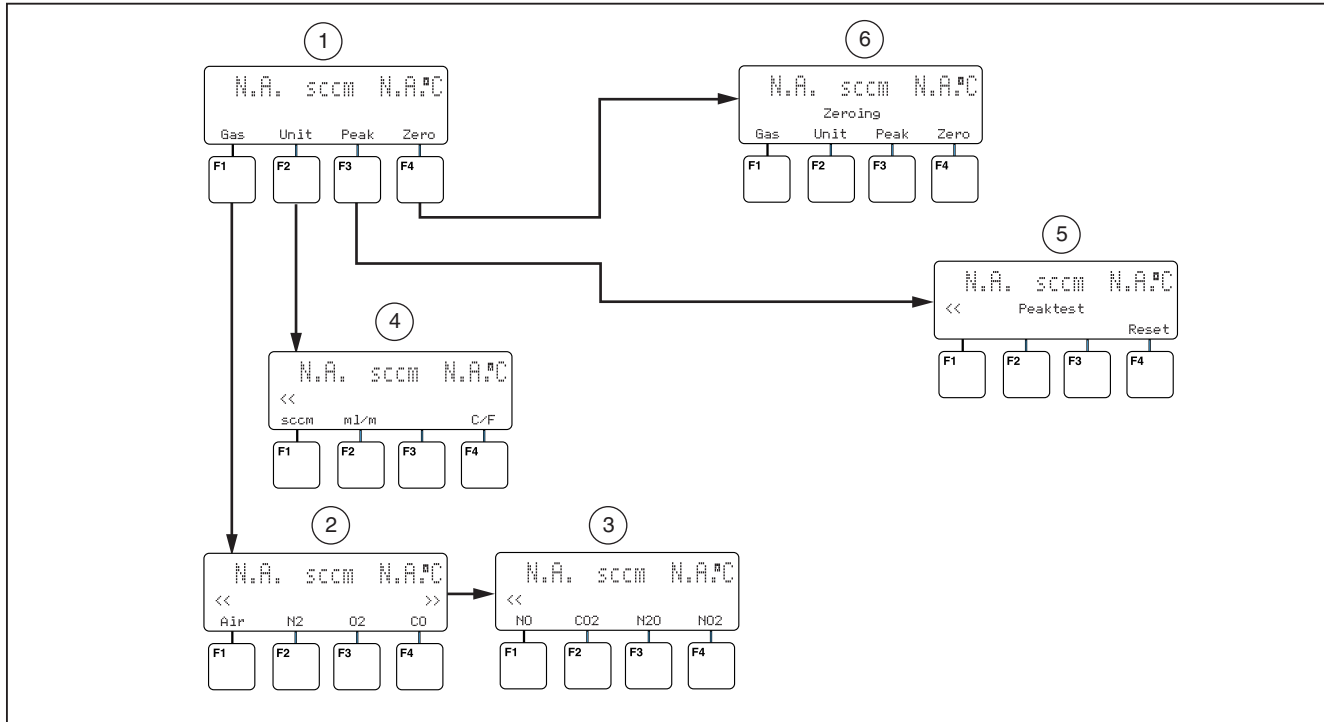 1
N.A. sccm N.A.°C
Gas Unit Peak Zero
F1 F2 F3 F4
6
N.A. sccm N.A.°C
Zeroing
Gas Unit Peak Zero
F1 F2 F3 F4
5
N.A. sccm N.A.°C
<< Peaktest
Reset
F1 F2 F3 F4
4
N.A. sccm N.A.°C
<<
sccm ml/m C/F
F1 F2 F3 F4
2
N.A. sccm N.A.°C
<< >>
Air N2 O2 CO
F1 F2 F3 F4
3
N.A. sccm N.A.°C
<<
NO CO2 N2O NO2
F1 F2 F3 F4